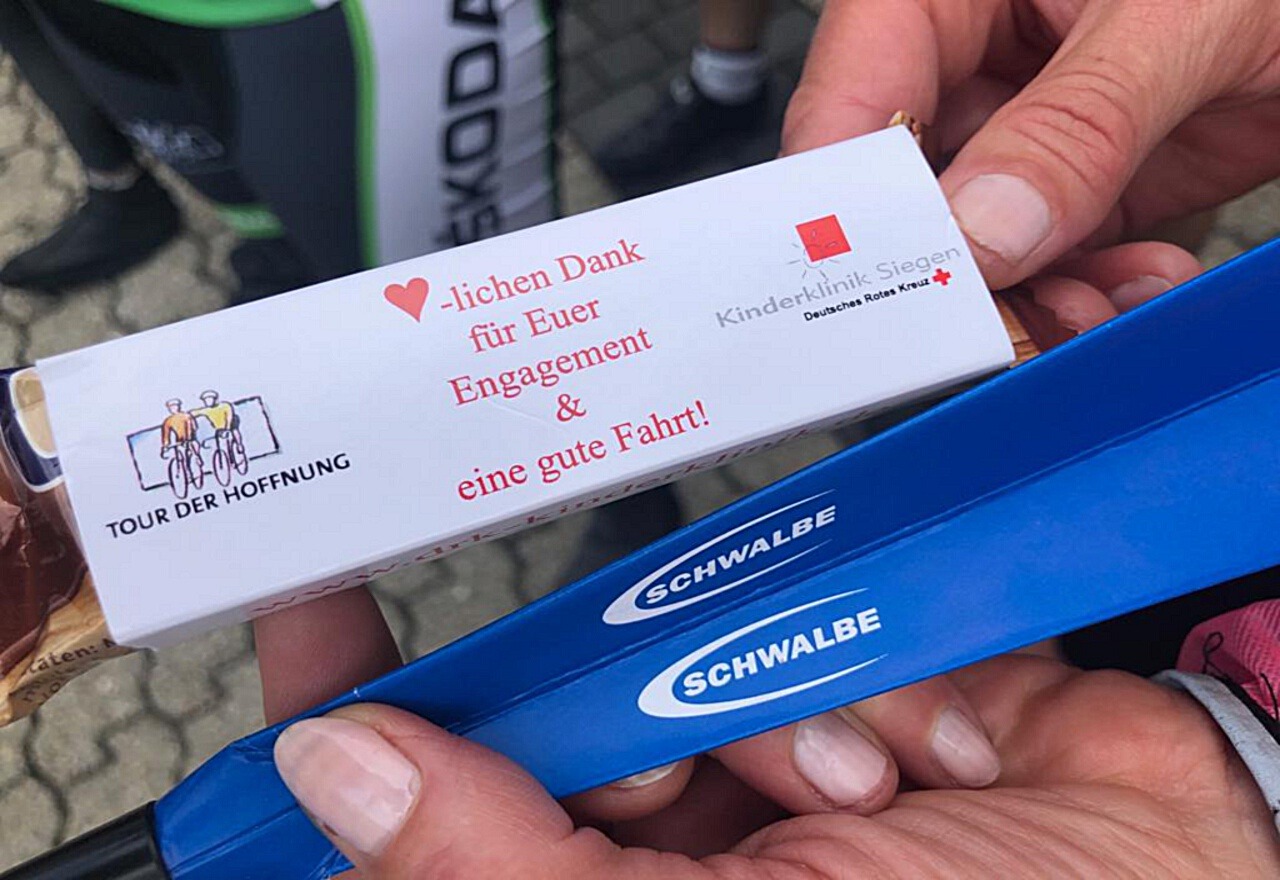 ŠKODA
♥-lichen Dank
für Euer
Engagement
&
eine gute Fahrt!
Kinderklinik Siegen
Deutsches Rotes Kreuz
TOUR DER HOFFNUNG
SCHWALBE
SCHWALBE